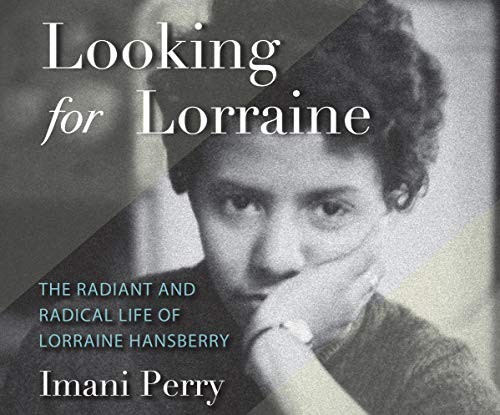 Looking
for Lorraine
THE RADIANT AND
RADICAL LIFE OF
LORRAINE HANSBERRY
Imani Perry